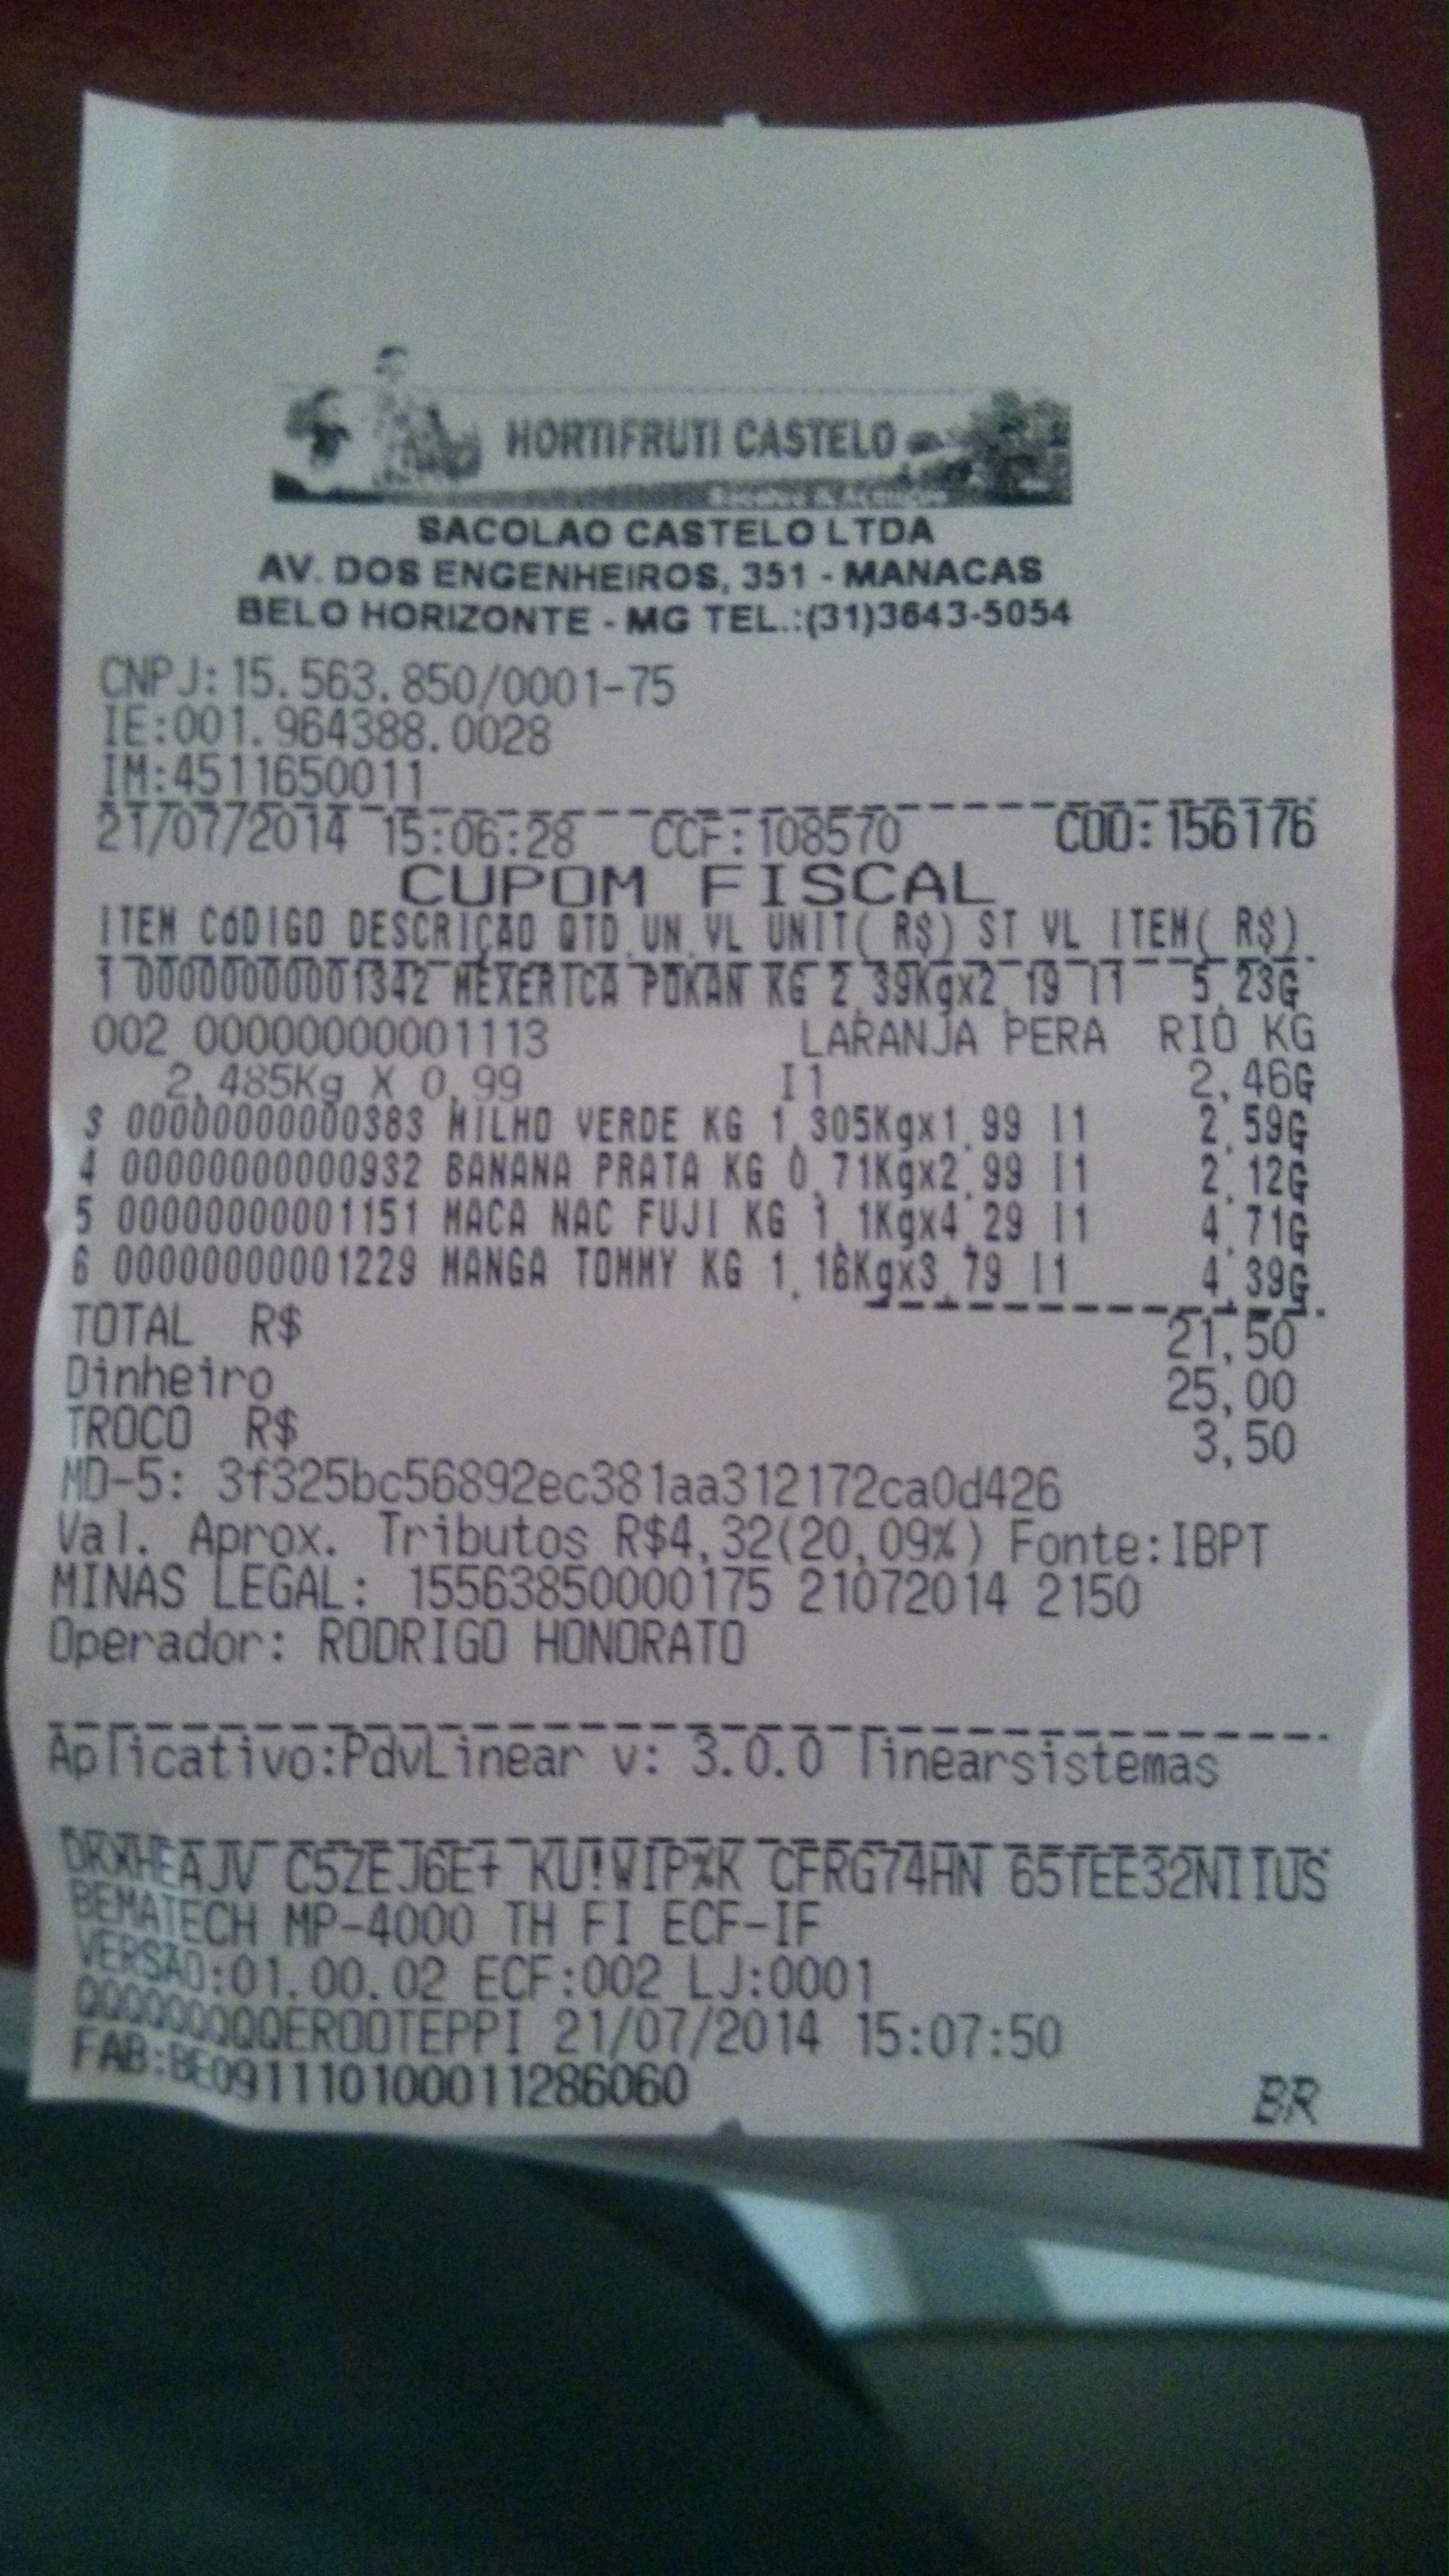 HORTIFRUTI CASTELO
SACOLAO CASTELO LTDA
AV. DOS ENGENHEIROS, 351 - MANACAS
BELO HORIZONTE - MG TEL.:(31)3643-5054
CNPJ:15.563.850/0001-75
IE:001.964388.0028
IM:4511650011
21/07/2014 15:06:28 CCF:108570 COO:156176
CUPOM FISCAL
ITEM CÓDIGO DESCRIÇÃO QTD.UN.VL UNIT( R$) ST VL ITEM( R$)
1 00000000001342 MEXERICA POKAN KG 2,39Kgx2,19 I1 5,23G
002 00000000001113 LARANJA PERA RIO KG
2,485Kg X 0,99 I1 2,46G
3 00000000000383 MILHO VERDE KG 1,305Kgx1,99 I1 2,59G
4 00000000000932 BANANA PRATA KG 0,71Kgx2,99 I1 2,12G
5 00000000001151 MACA NAC FUJI KG 1,1Kgx4,29 I1 4,71G
6 00000000001229 MANGA TOMMY KG 1,16Kgx3,79 I1 4,39G
TOTAL R$ 21,50
Dinheiro 25,00
TROCO R$ 3,50
MD-5: 3f325bc56892ec381aa312172ca0d426
Val. Aprox. Tributos R$4,32(20,09%) Fonte:IBPT
MINAS LEGAL: 15563850000175 21072014 2150
Operador: RODRIGO HONORATO
Aplicativo:PdvLinear v: 3.0.0 linearsistemas
C5ZEJ6E+ KU!WIP%K CFRG74HN 65TEE32NIIUS
BEMATECH MP-4000 TH FI ECF-IF
VERSÃO:01.00.02 ECF:002 LJ:0001
QQQQQQQQQEROOTEPPI 21/07/2014 15:07:50
FAB:BE091110100011286060
BR